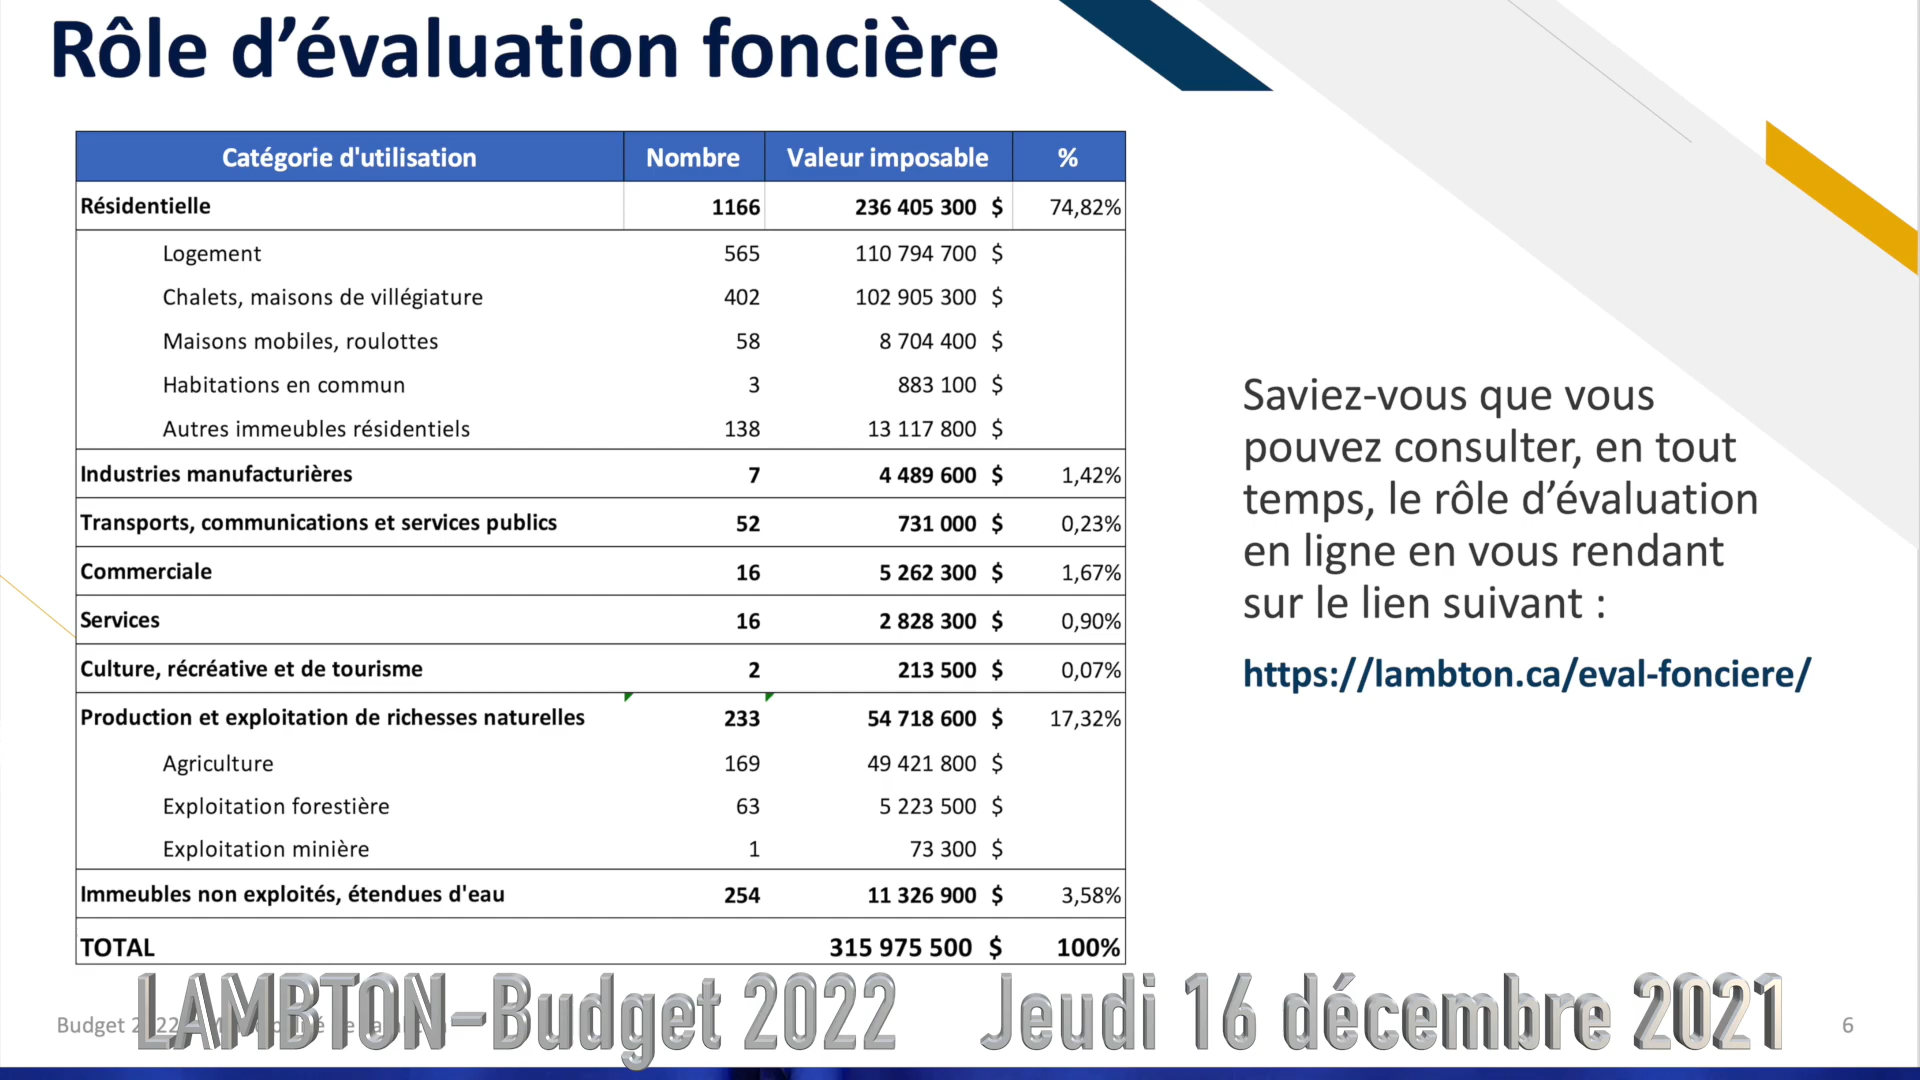 Rôle d’évaluation foncière
Catégorie d'utilisation Nombre Valeur imposable %
Résidentielle 1166 236 405 300 $ 74,82%
Logement 565 110 794 700 $
Chalets, maisons de villégiature 402 102 905 300 $
Maisons mobiles, roulottes 58 8 704 400 $
Habitations en commun 3 883 100 $
Autres immeubles résidentiels 138 13 117 800 $
Industries manufacturières 7 4 489 600 $ 1,42%
Transports, communications et services publics 52 731 000 $ 0,23%
Commerciale 16 5 262 300 $ 1,67%
Services 16 2 828 300 $ 0,90%
Culture, récréative et de tourisme 2 213 500 $ 0,07%
Production et exploitation de richesses naturelles 233 54 718 600 $ 17,32%
Agriculture 169 49 421 800 $
Exploitation forestière 63 5 223 500 $
Exploitation minière 1 73 300 $
Immeubles non exploités, étendues d'eau 254 11 326 900 $ 3,58%
TOTAL 315 975 500 $ 100%
Saviez-vous que vous
pouvez consulter, en tout
temps, le rôle d’évaluation
en ligne en vous rendant
sur le lien suivant :
https://lambton.ca/eval-fonciere/
LAMBTON-Budget 2022 Jeudi 16 décembre 2021
Budget
6